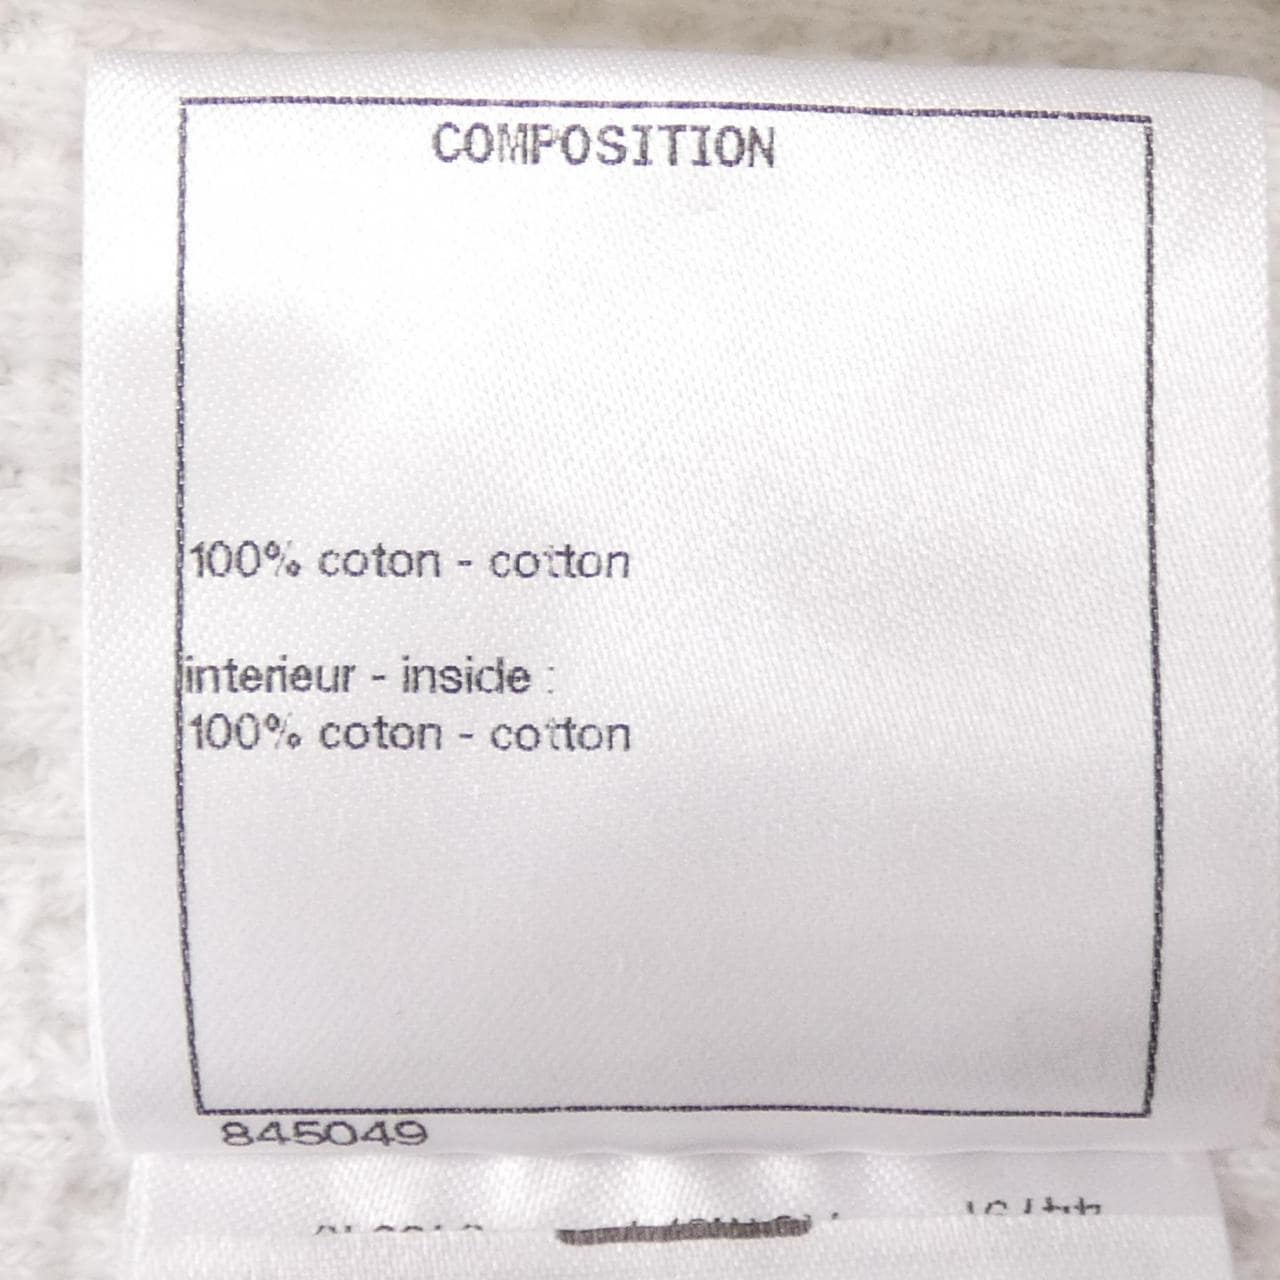 COMPOSITION
100% coton - cotton
interieur - inside :
100% coton - cotton
845049